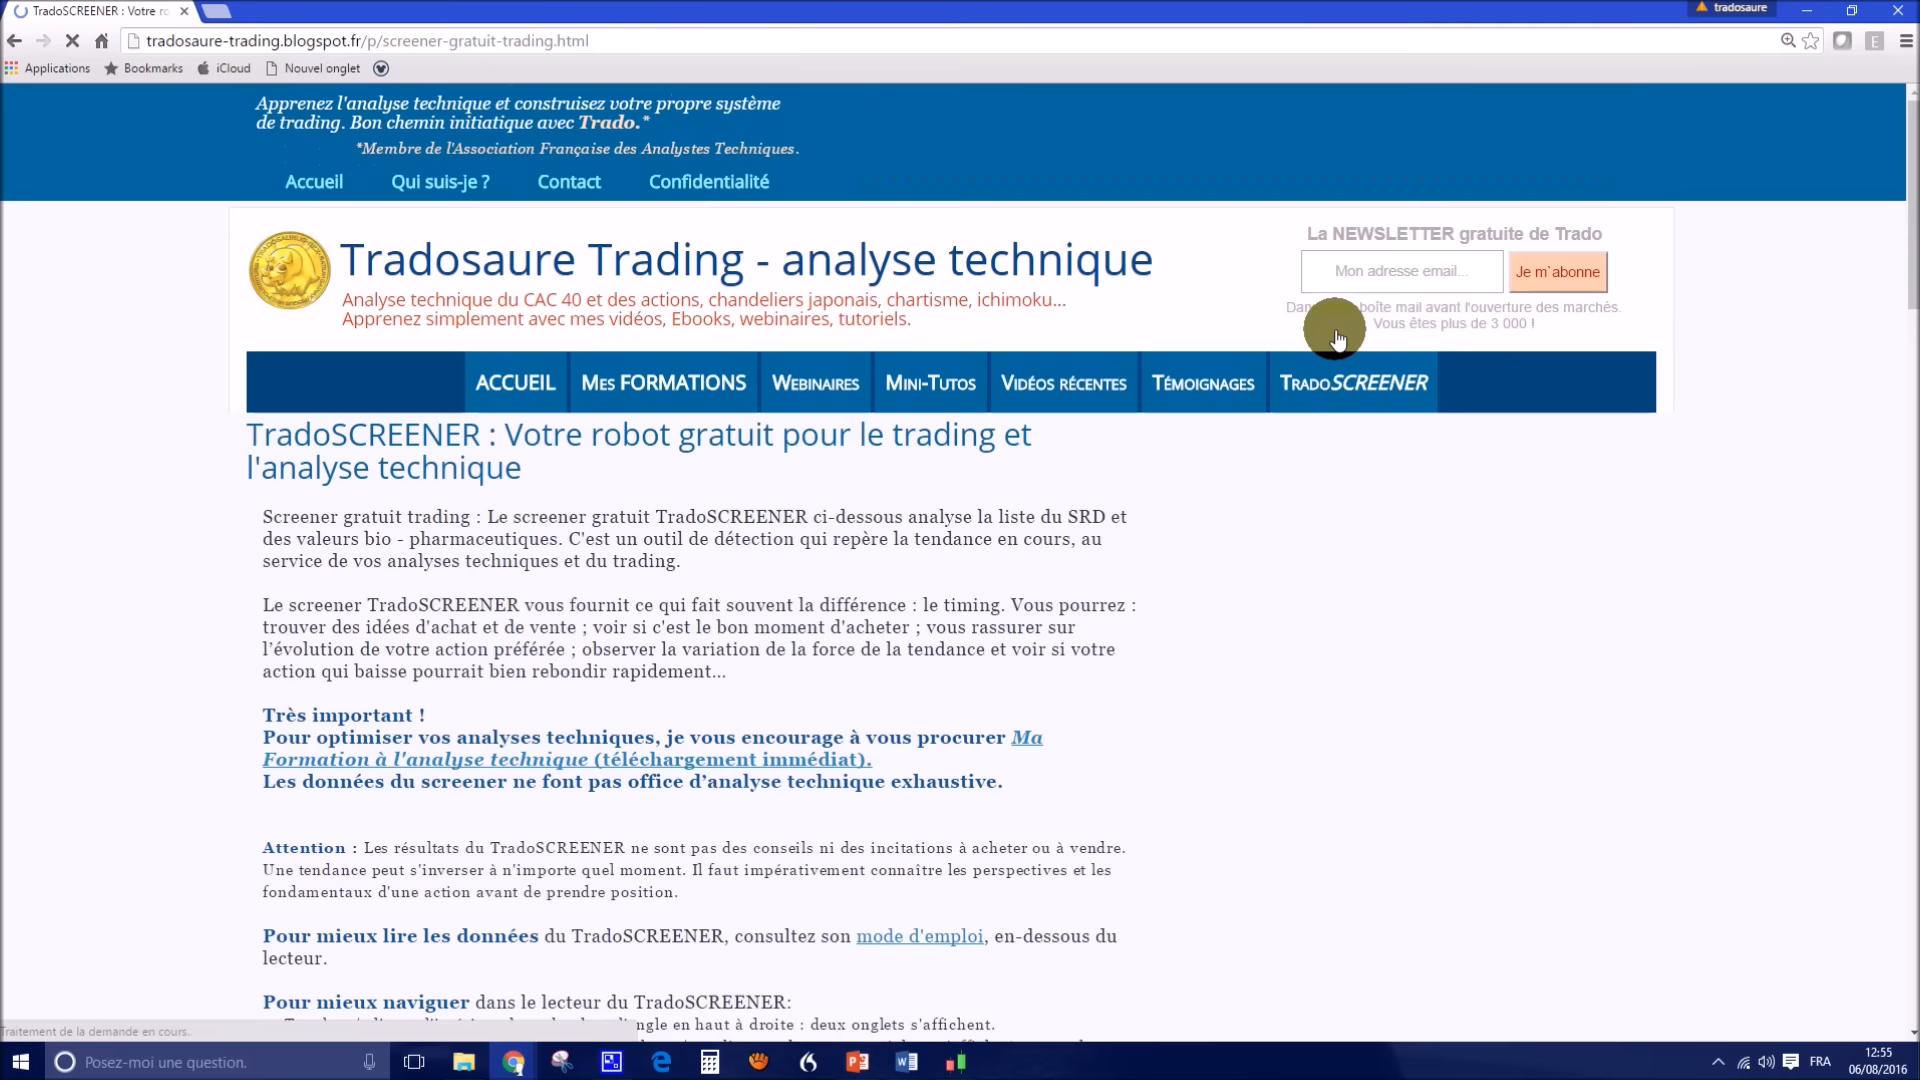 TradoSCREENER : Votre ro
tradosaure
tradosaure-trading.blogspot.fr/p/screener-gratuit-trading.html
Applications
Bookmarks
iCloud
Nouvel onglet
Apprenez l'analyse technique et construisez votre propre système
de trading. Bon chemin initiatique avec Trado.*
*Membre de l'Association Française des Analystes Techniques.
Accueil
Qui suis-je ?
Contact
Confidentialité
Tradosaure Trading - analyse technique
Analyse technique du CAC 40 et des actions, chandeliers japonais, chartisme, ichimoku...
Apprenez simplement avec mes vidéos, Ebooks, webinaires, tutoriels.
La NEWSLETTER gratuite de Trado
Mon adresse email...
Je m`abonne
boîte mail avant l'ouverture des marchés.
Vous êtes plus de 3 000 !
ACCUEIL
Mes FORMATIONS
Webinaires
Mini-Tutos
Vidéos récentes
Témoignages
TradoSCREENER
TradoSCREENER : Votre robot gratuit pour le trading et
l'analyse technique
Screener gratuit trading : Le screener gratuit TradoSCREENER ci-dessous analyse la liste du SRD et
des valeurs bio - pharmaceutiques. C'est un outil de détection qui repère la tendance en cours, au
service de vos analyses techniques et du trading.
Le screener TradoSCREENER vous fournit ce qui fait souvent la différence : le timing. Vous pourrez :
trouver des idées d'achat et de vente ; voir si c'est le bon moment d'acheter ; vous rassurer sur
l’évolution de votre action préférée ; observer la variation de la force de la tendance et voir si votre
action qui baisse pourrait bien rebondir rapidement...
Très important !
Pour optimiser vos analyses techniques, je vous encourage à vous procurer Ma
Formation à l'analyse technique (téléchargement immédiat).
Les données du screener ne font pas office d’analyse technique exhaustive.
Attention : Les résultats du TradoSCREENER ne sont pas des conseils ni des incitations à acheter ou à vendre.
Une tendance peut s'inverser à n'importe quel moment. Il faut impérativement connaître les perspectives et les
fondamentaux d'une action avant de prendre position.
Pour mieux lire les données du TradoSCREENER, consultez son mode d'emploi, en-dessous du
lecteur.
Pour mieux naviguer dans le lecteur du TradoSCREENER:
en haut à droite : deux onglets s'affichent.
Traitement de la demande en cours..
Posez-moi une question.
FRA
12:55
06/08/2016